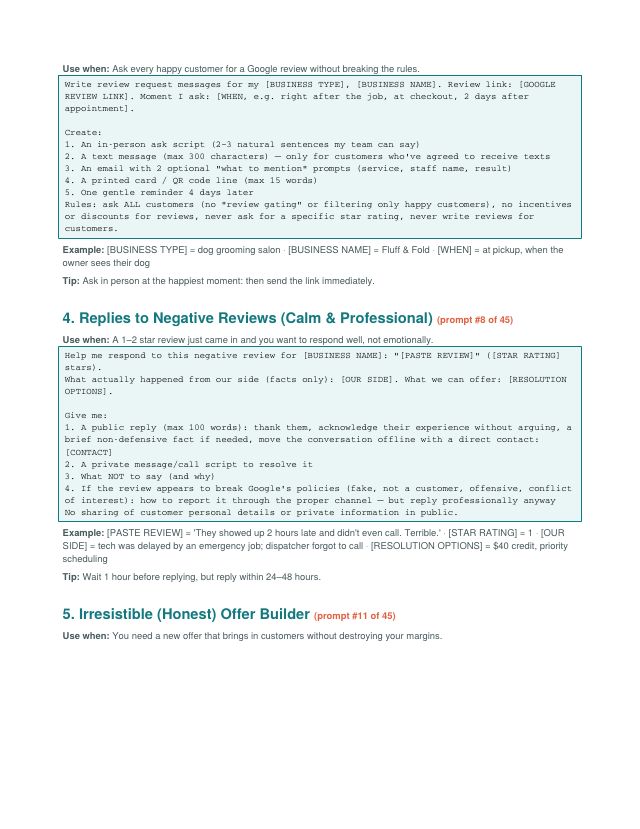 Use when: Ask every happy customer for a Google review without breaking the rules.
Write review request messages for my [BUSINESS TYPE], [BUSINESS NAME]. Review link: [GOOGLE
REVIEW LINK]. Moment I ask: [WHEN, e.g. right after the job, at checkout, 2 days after
appointment].
Create:
1. An in-person ask script (2–3 natural sentences my team can say)
2. A text message (max 300 characters) — only for customers who've agreed to receive texts
3. An email with 2 optional "what to mention" prompts (service, staff name, result)
4. A printed card / QR code line (max 15 words)
5. One gentle reminder 4 days later
Rules: ask ALL customers (no "review gating" or filtering only happy customers), no incentives
or discounts for reviews, never ask for a specific star rating, never write reviews for
customers.
Example: [BUSINESS TYPE] = dog grooming salon · [BUSINESS NAME] = Fluff & Fold · [WHEN] = at pickup, when the
owner sees their dog
Tip: Ask in person at the happiest moment: then send the link immediately.
4. Replies to Negative Reviews (Calm & Professional) (prompt #8 of 45)
Use when: A 1–2 star review just came in and you want to respond well, not emotionally.
Help me respond to this negative review for [BUSINESS NAME]: "[PASTE REVIEW]" ([STAR RATING]
stars).
What actually happened from our side (facts only): [OUR SIDE]. What we can offer: [RESOLUTION
OPTIONS].
Give me:
1. A public reply (max 100 words): thank them, acknowledge their experience without arguing, a
brief non-defensive fact if needed, move the conversation offline with a direct contact:
[CONTACT]
2. A private message/call script to resolve it
3. What NOT to say (and why)
4. If the review appears to break Google's policies (fake, not a customer, offensive, conflict
of interest): how to report it through the proper channel — but reply professionally anyway
No sharing of customer personal details or private information in public.
Example: [PASTE REVIEW] = 'They showed up 2 hours late and didn't even call. Terrible.' · [STAR RATING] = 1 · [OUR
SIDE] = tech was delayed by an emergency job; dispatcher forgot to call · [RESOLUTION OPTIONS] = $40 credit, priority
scheduling
Tip: Wait 1 hour before replying, but reply within 24–48 hours.
5. Irresistible (Honest) Offer Builder (prompt #11 of 45)
Use when: You need a new offer that brings in customers without destroying your margins.